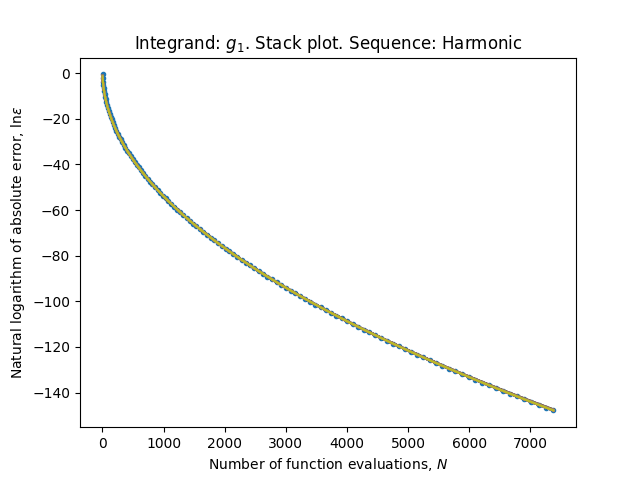 Integrand: g₁. Stack plot. Sequence: Harmonic
Natural logarithm of absolute error, lnε
0
−20
−40
−60
−80
−100
−120
−140
0 1000 2000 3000 4000 5000 6000 7000
Number of function evaluations, N